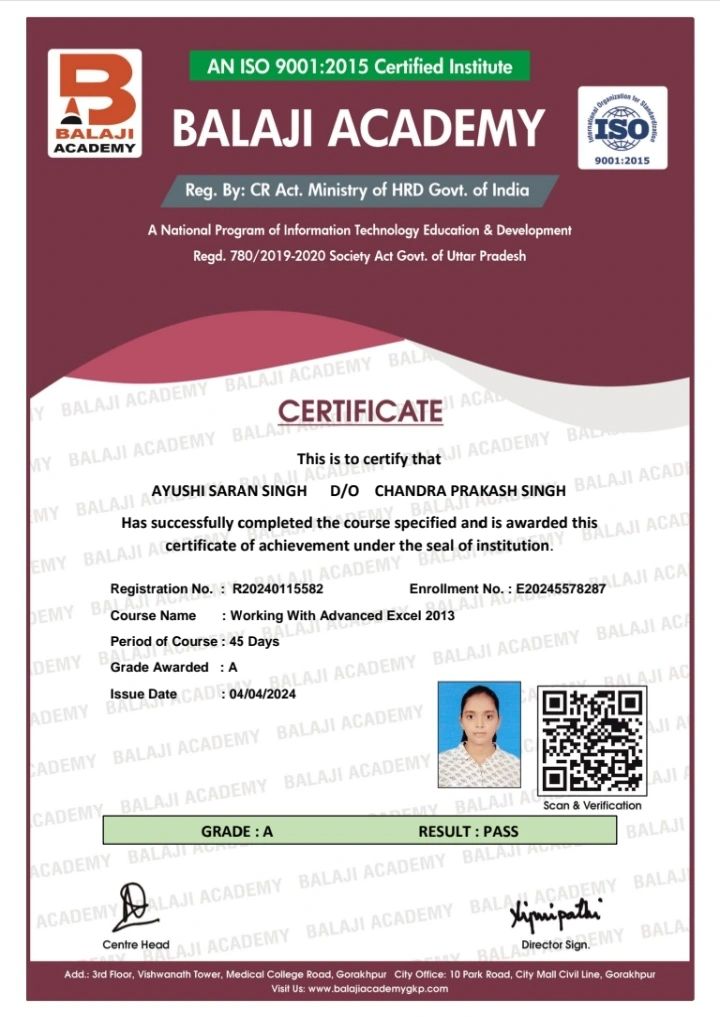 AN ISO 9001:2015 Certified Institute
B
BALAJI
ACADEMY
BALAJI ACADEMY
International Organization for Standardization
ISO
9001:2015
Reg. By: CR Act. Ministry of HRD Govt. of India
A National Program of Information Technology Education & Development
Regd. 780/2019-2020 Society Act Govt. of Uttar Pradesh
CERTIFICATE
This is to certify that
AYUSHI SARAN SINGH D/O CHANDRA PRAKASH SINGH
Has successfully completed the course specified and is awarded this
certificate of achievement under the seal of institution.
Registration No. : R20240115582 Enrollment No. : E20245578287
Course Name : Working With Advanced Excel 2013
Period of Course : 45 Days
Grade Awarded : A
Issue Date : 04/04/2024
Scan & Verification
GRADE : A RESULT : PASS
Centre Head Director Sign.
Add.: 3rd Floor, Vishwanath Tower, Medical College Road, Gorakhpur City Office: 10 Park Road, City Mall Civil Line, Gorakhpur
Visit Us: www.balajiacademygkp.com